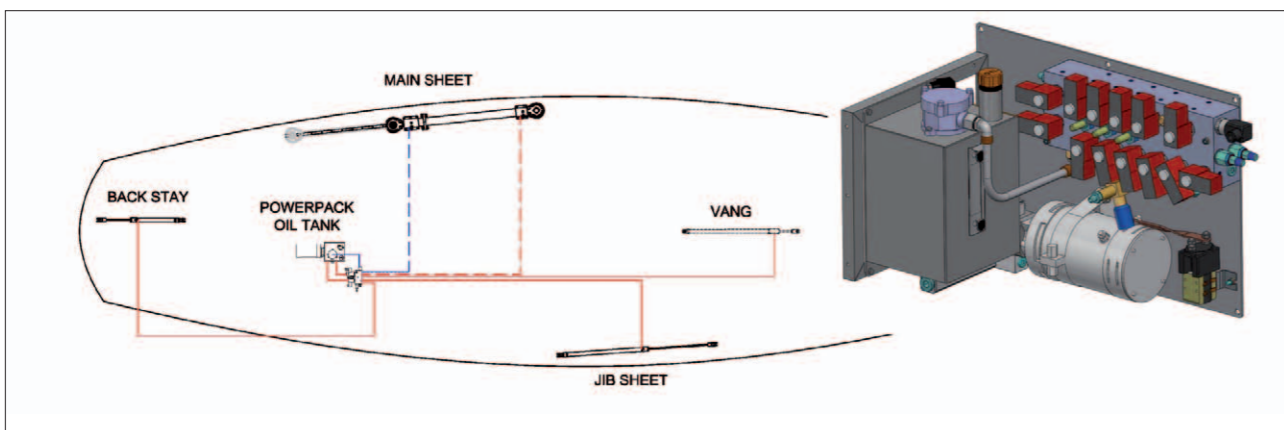 MAIN SHEET
BACK STAY
POWERPACK
OIL TANK
VANG
JIB SHEET